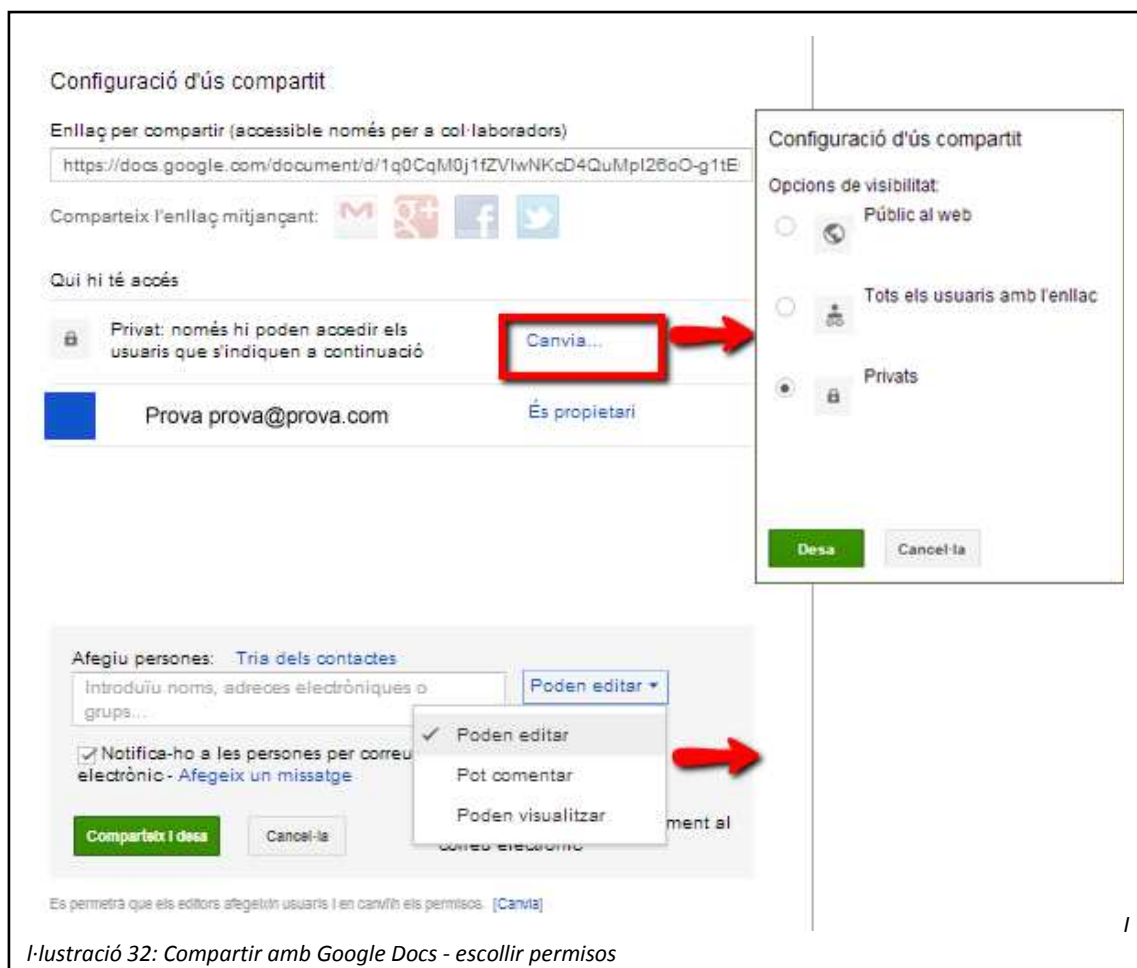 Configuració d'ús compartit
Enllaç per compartir (accessible només per a col·laboradors)
https://docs.google.com/document/d/1q0CqM0j1fZVIwNKcD4QuMpI26oO-g1tE
Comparteix l'enllaç mitjançant:
Qui hi té accés
Privat: només hi poden accedir els
usuaris que s'indiquen a continuació
Canvia...
Prova prova@prova.com
És propietari
Configuració d'ús compartit
Opcions de visibilitat:
Públic al web
Tots els usuaris amb l'enllac
Privats
Desa
Cancel·la
Afegiu persones: Tria dels contactes
Introduïu noms, adreces electròniques o
grups...
Poden editar
Poden editar
Pot comentar
Poden visualitzar
Notifica-ho a les persones per correu
electrònic - Afegeix un missatge
Comparteix i desa
Cancel·la
ment al
correu electrònic
Es permetrà que els editors afegeixin usuaris i en canviïn els permisos. [Canvia]
I
l·lustració 32: Compartir amb Google Docs - escollir permisos